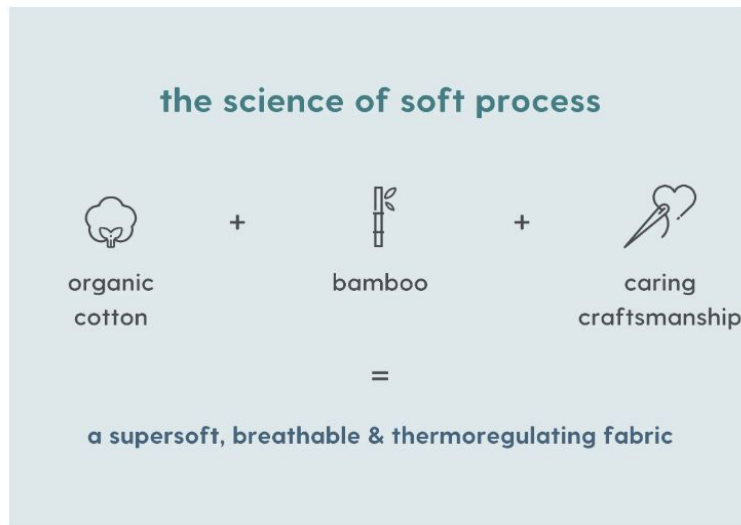 the science of soft process
+
+
organic
cotton
bamboo
caring
craftsmanship
=
a supersoft, breathable & thermoregulating fabric